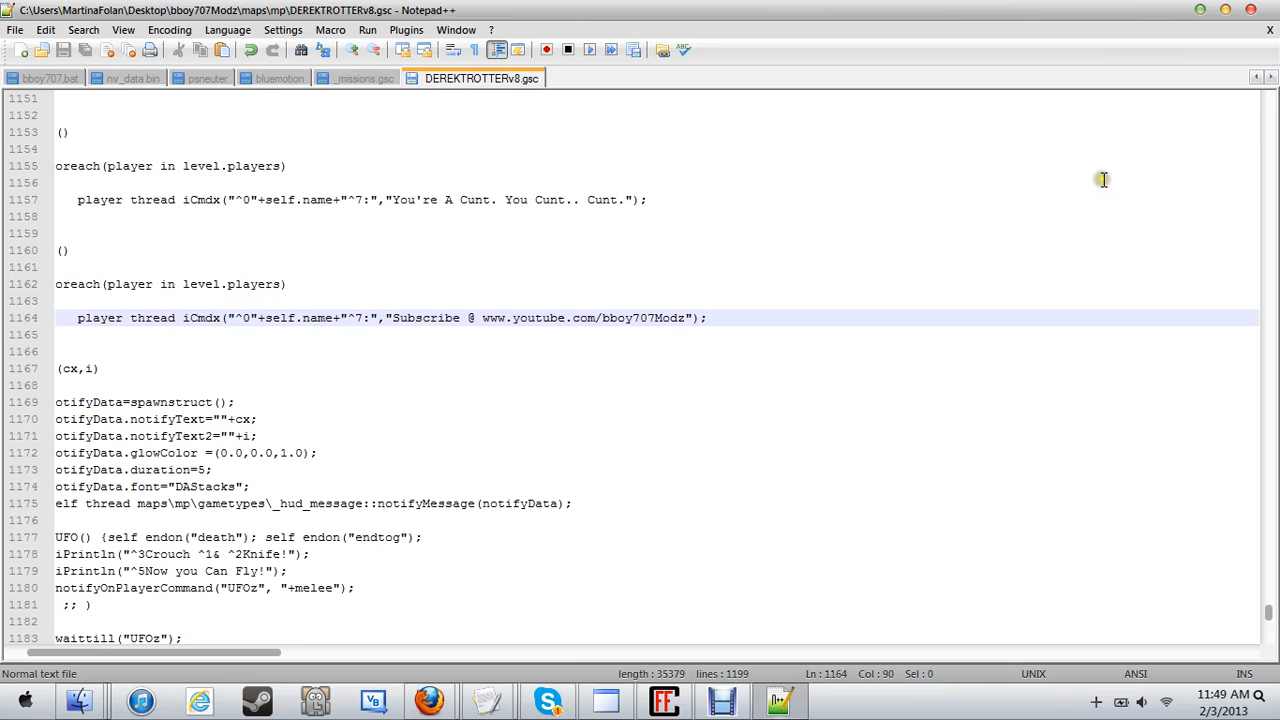 C:\Users\MartinaFolan\Desktop\bboy707Modz\maps\mp\DEREKTROTTERv8.gsc - Notepad++
File Edit Search View Encoding Language Settings Macro Run Plugins Window ? X
bboy707.bat nv_data.bin psneuter bluemotion _missions.gsc DEREKTROTTERv8.gsc
1151
1152
1153 ()
1154
1155 oreach(player in level.players)
1156
1157 player thread iCmdx("^0"+self.name+"^7:","You're A Cunt. You Cunt.. Cunt.");
1158
1159
1160 ()
1161
1162 oreach(player in level.players)
1163
1164 player thread iCmdx("^0"+self.name+"^7:","Subscribe @ www.youtube.com/bboy707Modz");
1165
1166
1167 (cx,i)
1168
1169 otifyData=spawnstruct();
1170 otifyData.notifyText=""+cx;
1171 otifyData.notifyText2=""+i;
1172 otifyData.glowColor =(0.0,0.0,1.0);
1173 otifyData.duration=5;
1174 otifyData.font="DAStacks";
1175 elf thread maps\mp\gametypes\_hud_message::notifyMessage(notifyData);
1176
1177 UFO() {self endon("death"); self endon("endtog");
1178 iPrintln("^3Crouch ^1& ^2Knife!");
1179 iPrintln("^5Now you Can Fly!");
1180 notifyOnPlayerCommand("UFOz", "+melee");
1181 ;; )
1182
1183 waittill("UFOz");
Normal text file length : 35379 lines : 1199 Ln : 1164 Col : 90 Sel : 0 UNIX ANSI INS
11:49 AM
2/3/2013